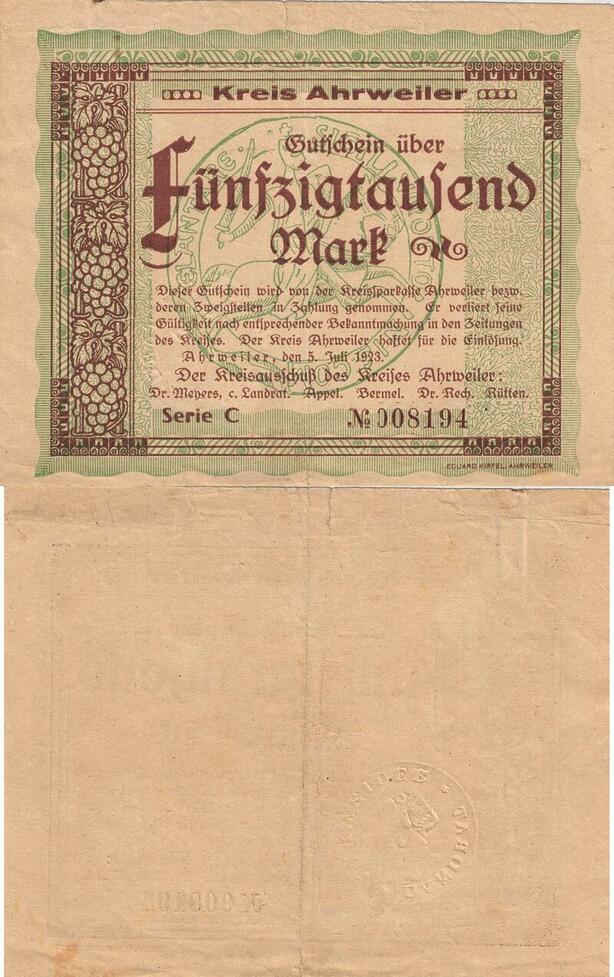 Kreis Ahrweiler
Gutschein über
Fünfzigtausend
Mark
Dieser Gutschein wird von der Kreissparkasse Ahrweiler bezw.
deren Zweigstellen in Zahlung genommen. Er verliert seine
Gültigkeit nach entsprechender Bekanntmachung in den Zeitungen
des Kreises. Der Kreis Ahrweiler haftet für die Einlösung.
Ahrweiler, den 5. Juli 1923.
Der Kreisausschuß des Kreises Ahrweiler:
Dr. Meyers, c. Landrat. Appel. Bermel. Dr. Rech. Rütten.
Serie C № 008194
EDUARD KIRFEL, AHRWEILER